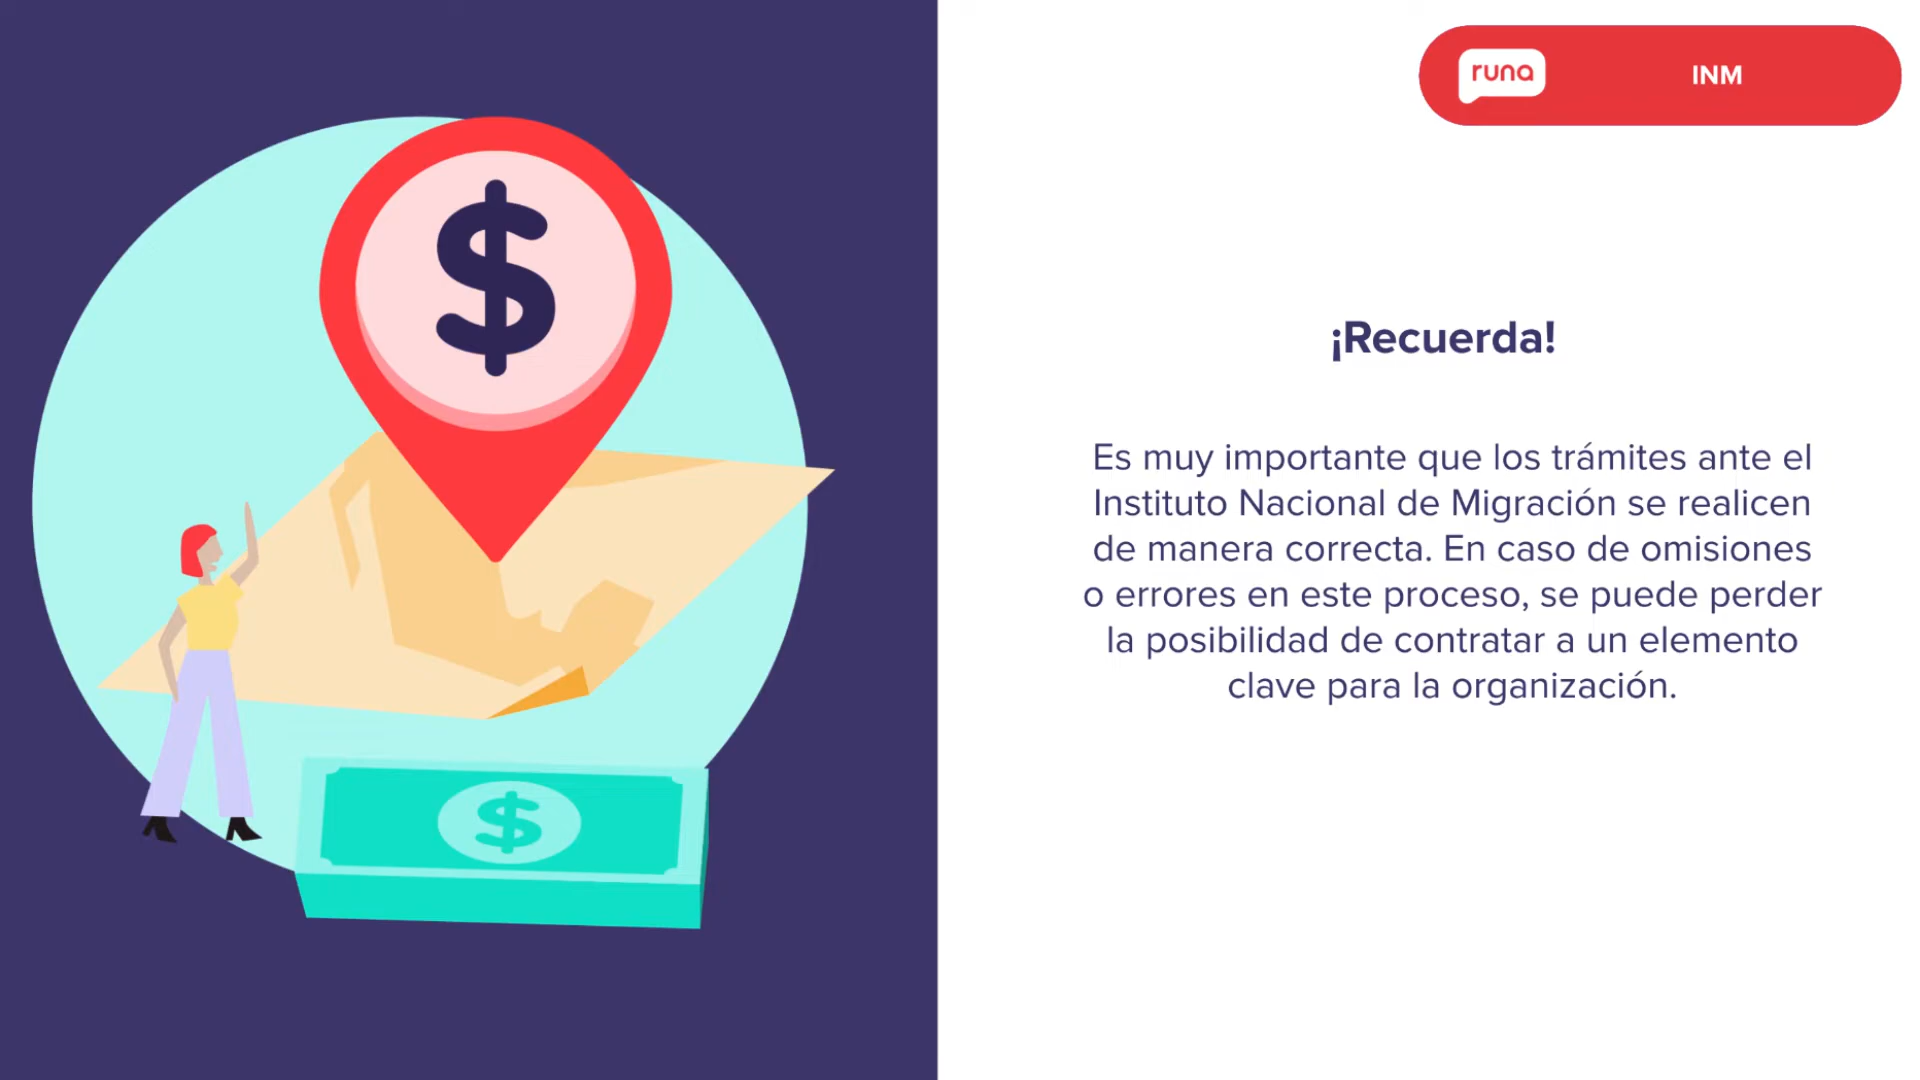 runa
INM
$
¡Recuerda!
Es muy importante que los trámites ante el
Instituto Nacional de Migración se realicen
de manera correcta. En caso de omisiones
o errores en este proceso, se puede perder
la posibilidad de contratar a un elemento
clave para la organización.
$